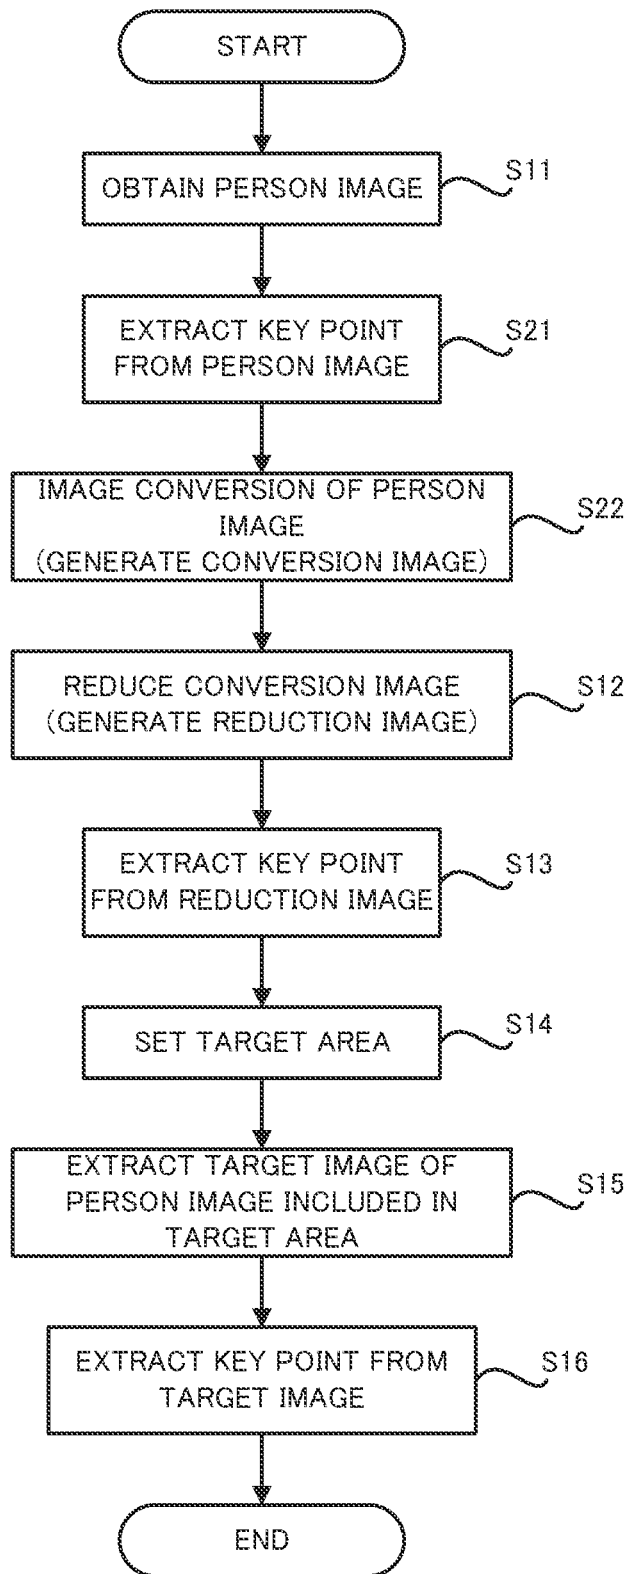 START
OBTAIN PERSON IMAGE
S11
EXTRACT KEY POINT
FROM PERSON IMAGE
S21
IMAGE CONVERSION OF PERSON
IMAGE
(GENERATE CONVERSION IMAGE)
S22
REDUCE CONVERSION IMAGE
(GENERATE REDUCTION IMAGE)
S12
EXTRACT KEY POINT
FROM REDUCTION IMAGE
S13
SET TARGET AREA
S14
EXTRACT TARGET IMAGE OF
PERSON IMAGE INCLUDED IN
TARGET AREA
S15
EXTRACT KEY POINT FROM
TARGET IMAGE
S16
END